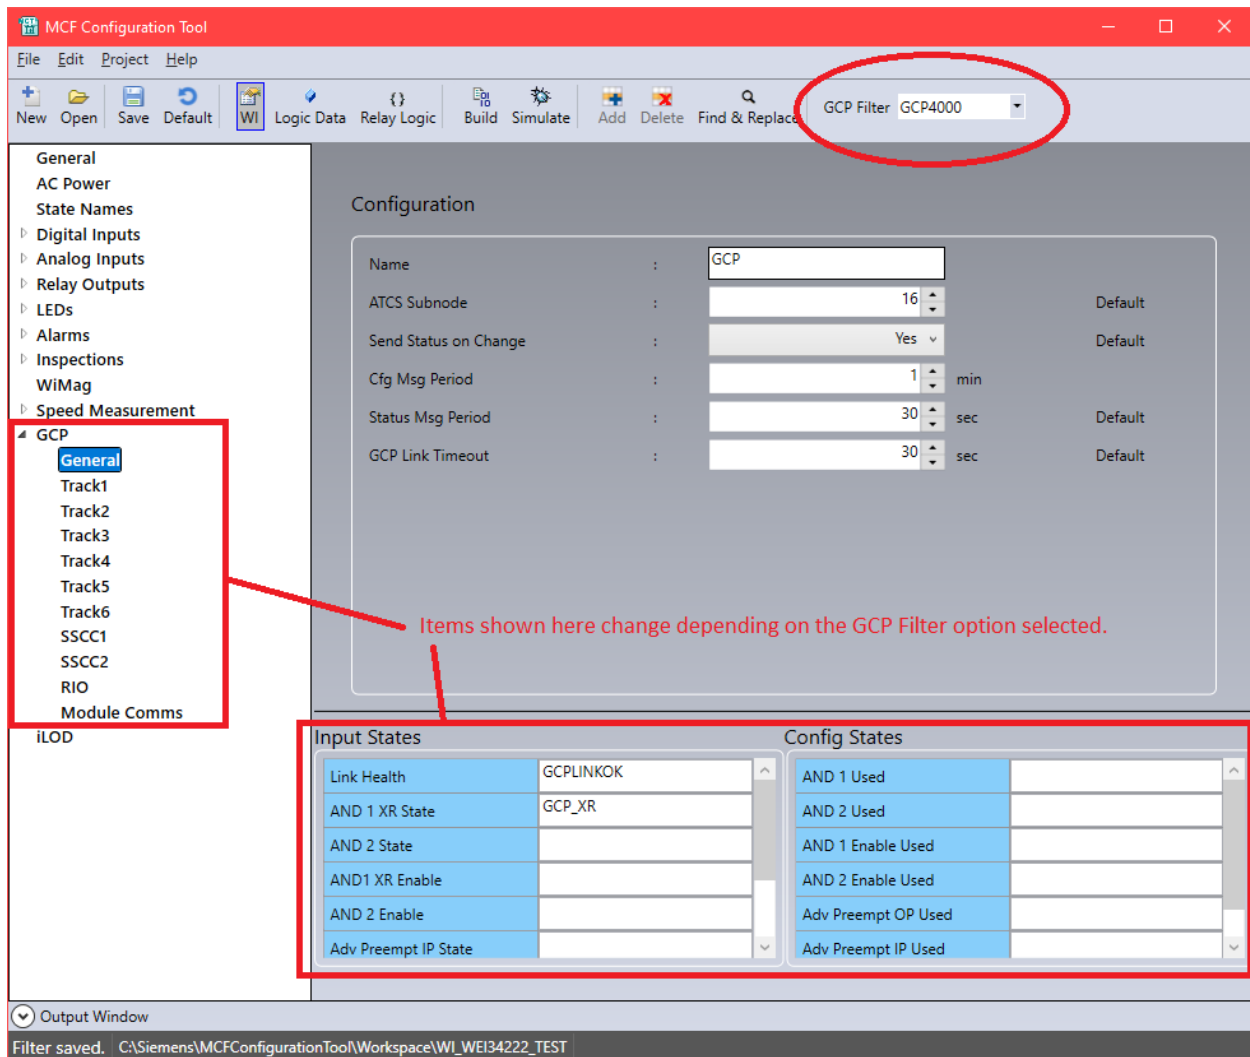 MCF Configuration Tool
File Edit Project Help
New Open Save Default WI Logic Data Relay Logic Build Simulate Add Delete Find & Replace GCP Filter GCP4000
General
AC Power
State Names
Digital Inputs
Analog Inputs
Relay Outputs
LEDs
Alarms
Inspections
WiMag
Speed Measurement
GCP
General
Track1
Track2
Track3
Track4
Track5
Track6
SSCC1
SSCC2
RIO
Module Comms
iLOD
Configuration
Name : GCP
ATCS Subnode : 16 Default
Send Status on Change : Yes Default
Cfg Msg Period : 1 min
Status Msg Period : 30 sec Default
GCP Link Timeout : 30 sec Default
Items shown here change depending on the GCP Filter option selected.
Input States
Link Health GCPLINKOK
AND 1 XR State GCP_XR
AND 2 State
AND1 XR Enable
AND 2 Enable
Adv Preempt IP State
Config States
AND 1 Used
AND 2 Used
AND 1 Enable Used
AND 2 Enable Used
Adv Preempt OP Used
Adv Preempt IP Used
Output Window
Filter saved. C:\Siemens\MCFConfigurationTool\Workspace\WI_WEI34222_TEST